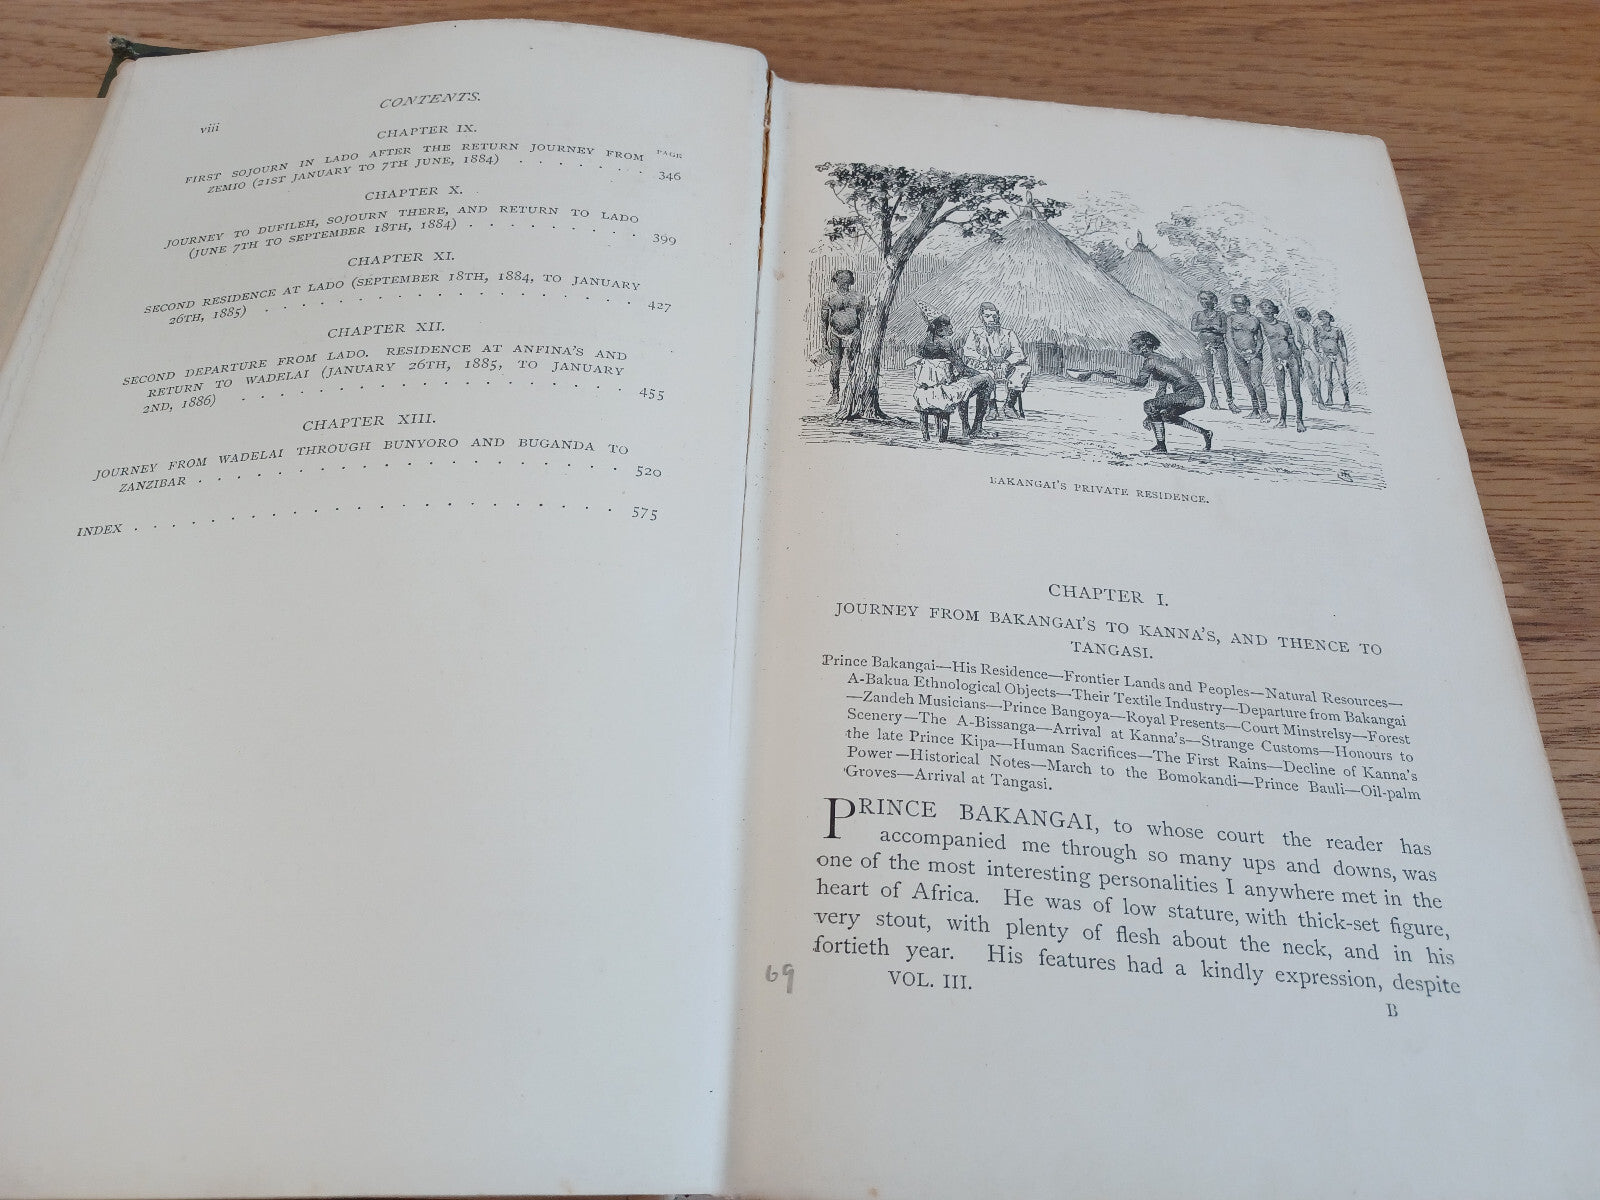 CONTENTS.
viii
CHAPTER IX.
PAGE
FIRST SOJOURN IN LADO AFTER THE RETURN JOURNEY FROM
ZEMIO (21ST JANUARY TO 7TH JUNE, 1884) . . . . . . . . 346
CHAPTER X.
JOURNEY TO DUFILEH, SOJOURN THERE, AND RETURN TO LADO
(JUNE 7TH TO SEPTEMBER 18TH, 1884) . . . . . . . . . 399
CHAPTER XI.
SECOND RESIDENCE AT LADO (SEPTEMBER 18TH, 1884, TO JANUARY
26TH, 1885) . . . . . . . . . . . . . . . . . 427
CHAPTER XII.
SECOND DEPARTURE FROM LADO. RESIDENCE AT ANFINA'S AND
RETURN TO WADELAI (JANUARY 26TH, 1885, TO JANUARY
2ND, 1886) . . . . . . . . . . . . . . . . . 455
CHAPTER XIII.
JOURNEY FROM WADELAI THROUGH BUNYORO AND BUGANDA TO
ZANZIBAR . . . . . . . . . . . . . . . . . 520
INDEX . . . . . . . . . . . . . . . . . . . . 575
BAKANGAI'S PRIVATE RESIDENCE.
CHAPTER I.
JOURNEY FROM BAKANGAI'S TO KANNA'S, AND THENCE TO
TANGASI.
Prince Bakangai—His Residence—Frontier Lands and Peoples—Natural Resources—
A-Bakua Ethnological Objects—Their Textile Industry—Departure from Bakangai
—Zandeh Musicians—Prince Bangoya—Royal Presents—Court Minstrelsy—Forest
Scenery—The A-Bissanga—Arrival at Kanna's—Strange Customs—Honours to
the late Prince Kipa—Human Sacrifices—The First Rains—Decline of Kanna's
Power—Historical Notes—March to the Bomokandi—Prince Bauli—Oil-palm
Groves—Arrival at Tangasi.
PRINCE BAKANGAI, to whose court the reader has
accompanied me through so many ups and downs, was
one of the most interesting personalities I anywhere met in the
heart of Africa. He was of low stature, with thick-set figure,
very stout, with plenty of flesh about the neck, and in his
fortieth year. His features had a kindly expression, despite
69
VOL. III.
B